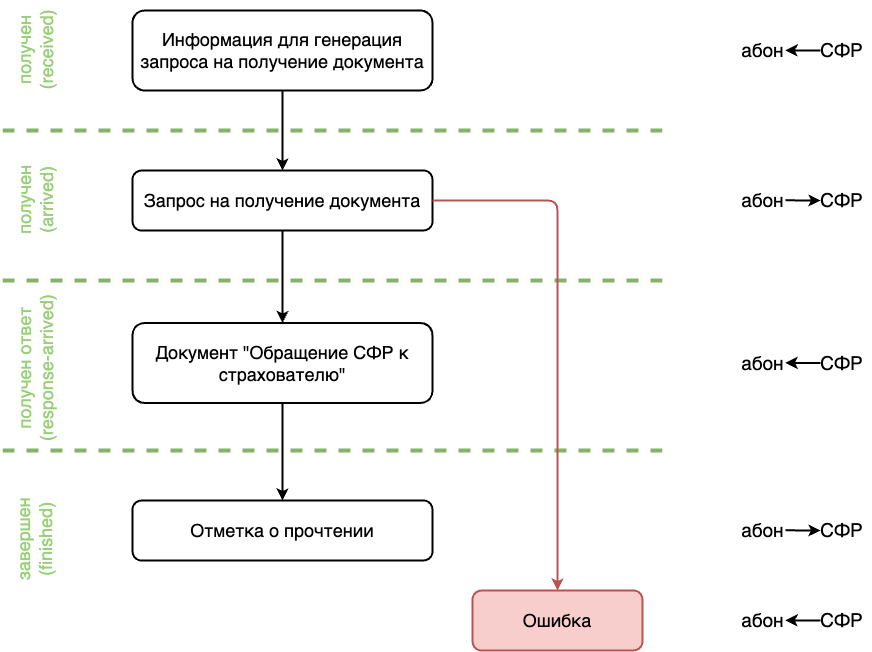 получен
(received)
Информация для генерация
запроса на получение документа
абон
СФР
получен
(arrived)
Запрос на получение документа
абон
СФР
получен ответ
(response-arrived)
Документ "Обращение СФР к
страхователю"
абон
СФР
завершен
(finished)
Отметка о прочтении
абон
СФР
Ошибка
абон
СФР